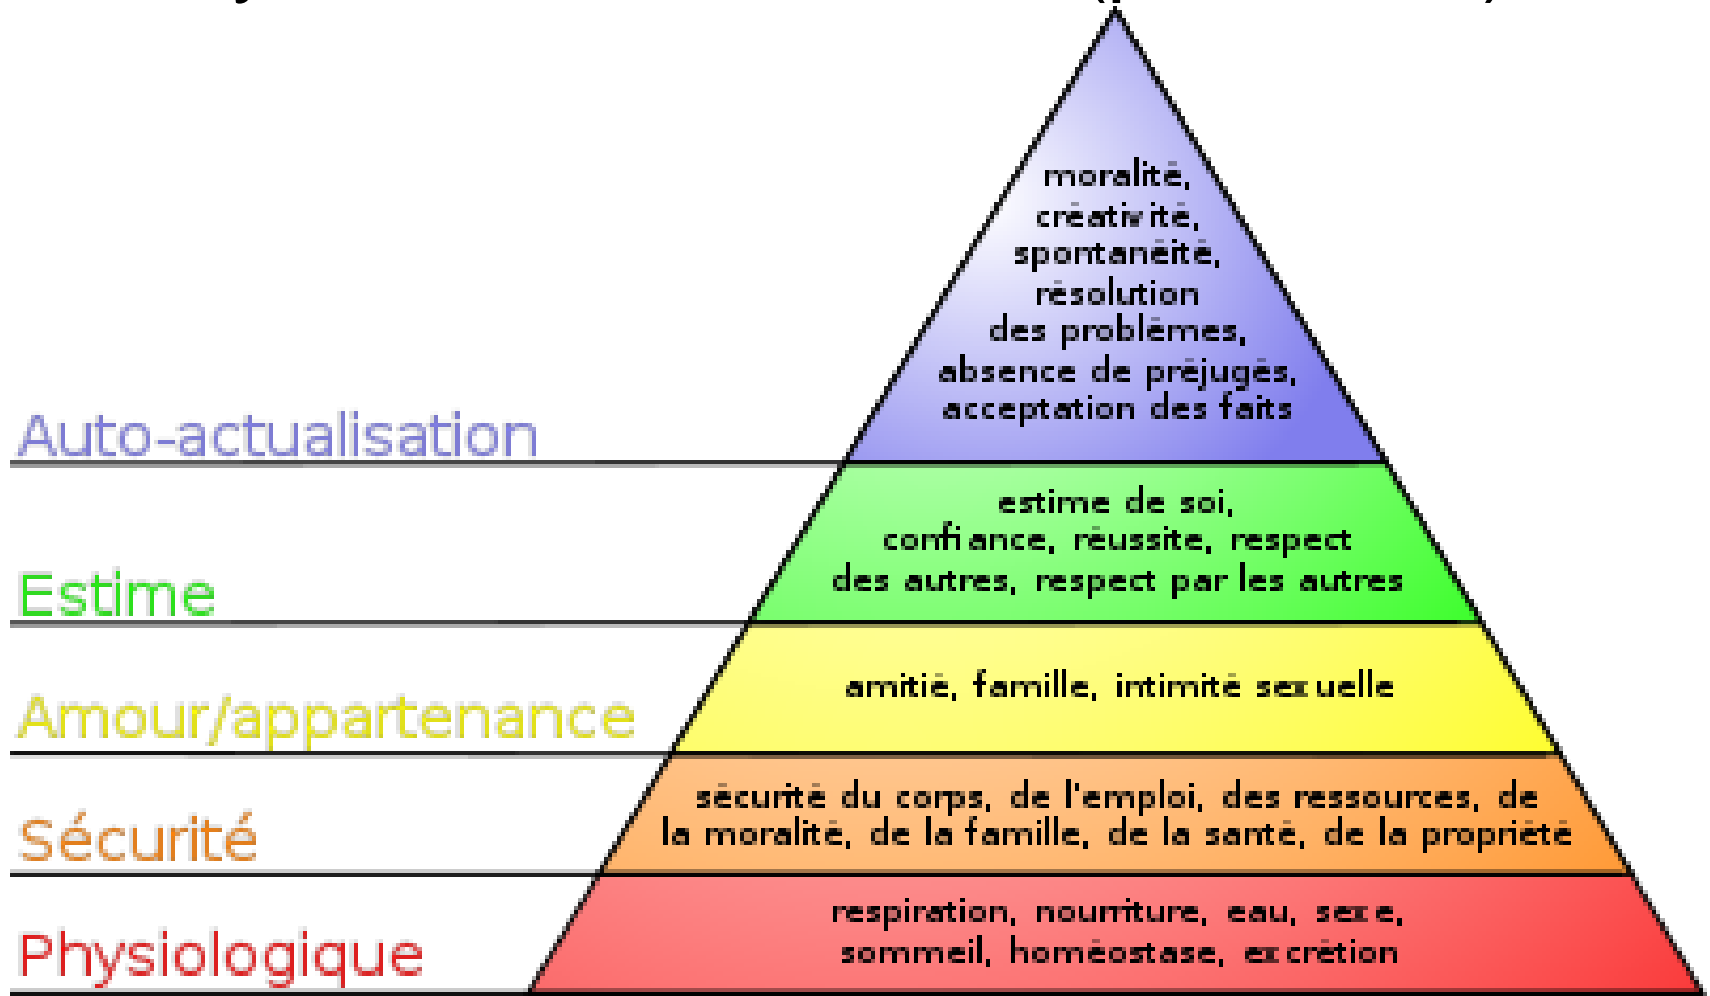 moralité,
créativité,
spontanéité,
résolution
des problèmes,
absence de préjugés,
acceptation des faits
Auto-actualisation
estime de soi,
confiance, réussite, respect
des autres, respect par les autres
Estime
amitié, famille, intimité sexuelle
Amour/appartenance
sécurité du corps, de l'emploi, des ressources, de
la moralité, de la famille, de la santé, de la propriété
Sécurité
respiration, nourriture, eau, sexe,
sommeil, homéostase, excrétion
Physiologique